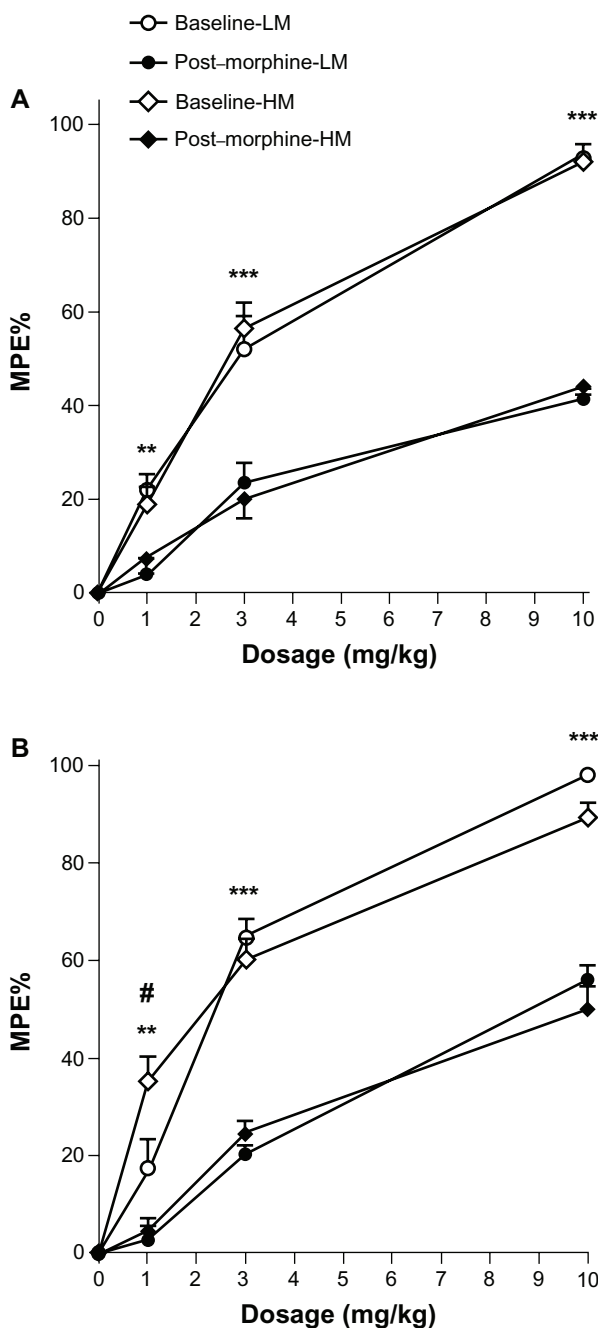 Baseline-LM
Post-morphine-LM
Baseline-HM
Post-morphine-HM
A
MPE%
100
80
60
40
20
0
***
***
**
0 1 2 3 4 5 6 7 8 9 10
Dosage (mg/kg)
B
MPE%
100
80
60
40
20
0
***
***
#
**
0 1 2 3 4 5 6 7 8 9 10
Dosage (mg/kg)